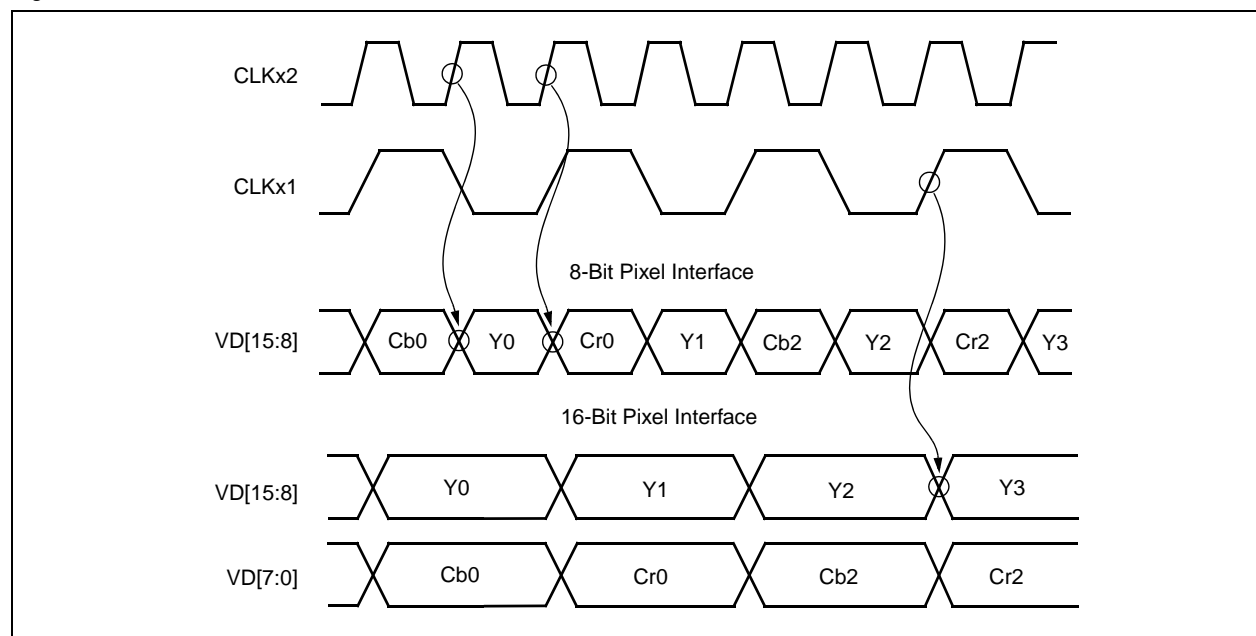 CLKx2
CLKx1
8-Bit Pixel Interface
VD[15:8] Cb0 Y0 Cr0 Y1 Cb2 Y2 Cr2 Y3
16-Bit Pixel Interface
VD[15:8] Y0 Y1 Y2 Y3
VD[7:0] Cb0 Cr0 Cb2 Cr2